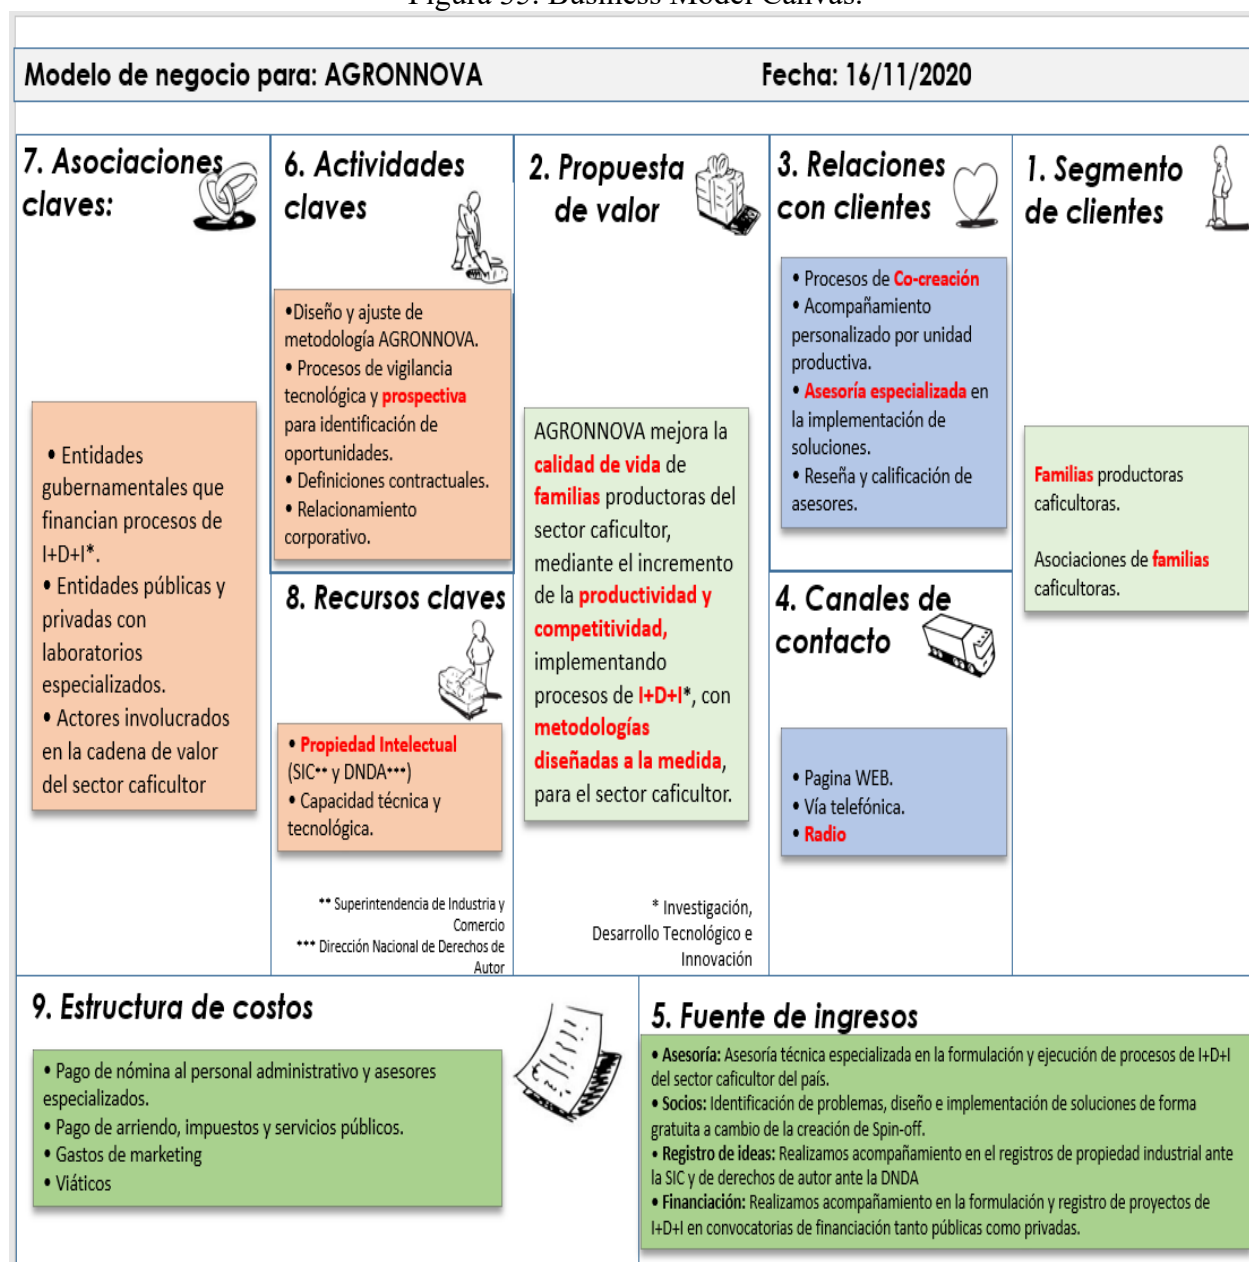 Figura 35. Business Model Canvas.
Modelo de negocio para: AGRONNOVA
Fecha: 16/11/2020
7. Asociaciones
claves:
• Entidades
gubernamentales que
financian procesos de
I+D+I*.
• Entidades públicas y
privadas con
laboratorios
especializados.
• Actores involucrados
en la cadena de valor
del sector caficultor
6. Actividades
claves
•Diseño y ajuste de
metodología AGRONNOVA.
• Procesos de vigilancia
tecnológica y prospectiva
para identificación de
oportunidades.
• Definiciones contractuales.
• Relacionamiento
corporativo.
8. Recursos claves
• Propiedad Intelectual
(SIC** y DNDA***)
• Capacidad técnica y
tecnológica.
** Superintendencia de Industria y
Comercio
*** Dirección Nacional de Derechos de
Autor
2. Propuesta
de valor
AGRONNOVA mejora la
calidad de vida de
familias productoras del
sector caficultor,
mediante el incremento
de la productividad y
competitividad,
implementando
procesos de I+D+I*, con
metodologías
diseñadas a la medida,
para el sector caficultor.
* Investigación,
Desarrollo Tecnológico e
Innovación
3. Relaciones
con clientes
• Procesos de Co-creación
• Acompañamiento
personalizado por unidad
productiva.
• Asesoría especializada en
la implementación de
soluciones.
• Reseña y calificación de
asesores.
4. Canales de
contacto
• Pagina WEB.
• Vía telefónica.
• Radio
1. Segmento
de clientes
Familias productoras
caficultoras.
Asociaciones de familias
caficultoras.
9. Estructura de costos
• Pago de nómina al personal administrativo y asesores
especializados.
• Pago de arriendo, impuestos y servicios públicos.
• Gastos de marketing
• Viáticos
5. Fuente de ingresos
• Asesoría: Asesoría técnica especializada en la formulación y ejecución de procesos de I+D+I
del sector caficultor del país.
• Socios: Identificación de problemas, diseño e implementación de soluciones de forma
gratuita a cambio de la creación de Spin-off.
• Registro de ideas: Realizamos acompañamiento en el registros de propiedad industrial ante
la SIC y de derechos de autor ante la DNDA
• Financiación: Realizamos acompañamiento en la formulación y registro de proyectos de
I+D+I en convocatorias de financiación tanto públicas como privadas.